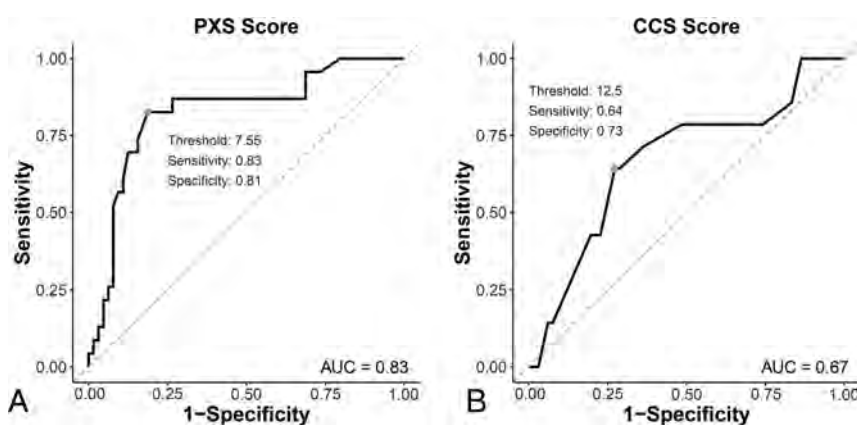 PXS Score
1.00
0.75
0.50
0.25
0.00
Sensitivity
Threshold: 7.55
Sensitivity: 0.83
Specificity: 0.81
AUC = 0.83
0.00 0.25 0.50 0.75 1.00
1−Specificity
A
CCS Score
1.00
0.75
0.50
0.25
0.00
Sensitivity
Threshold: 12.5
Sensitivity: 0.64
Specificity: 0.73
AUC = 0.67
0.00 0.25 0.50 0.75 1.00
1−Specificity
B